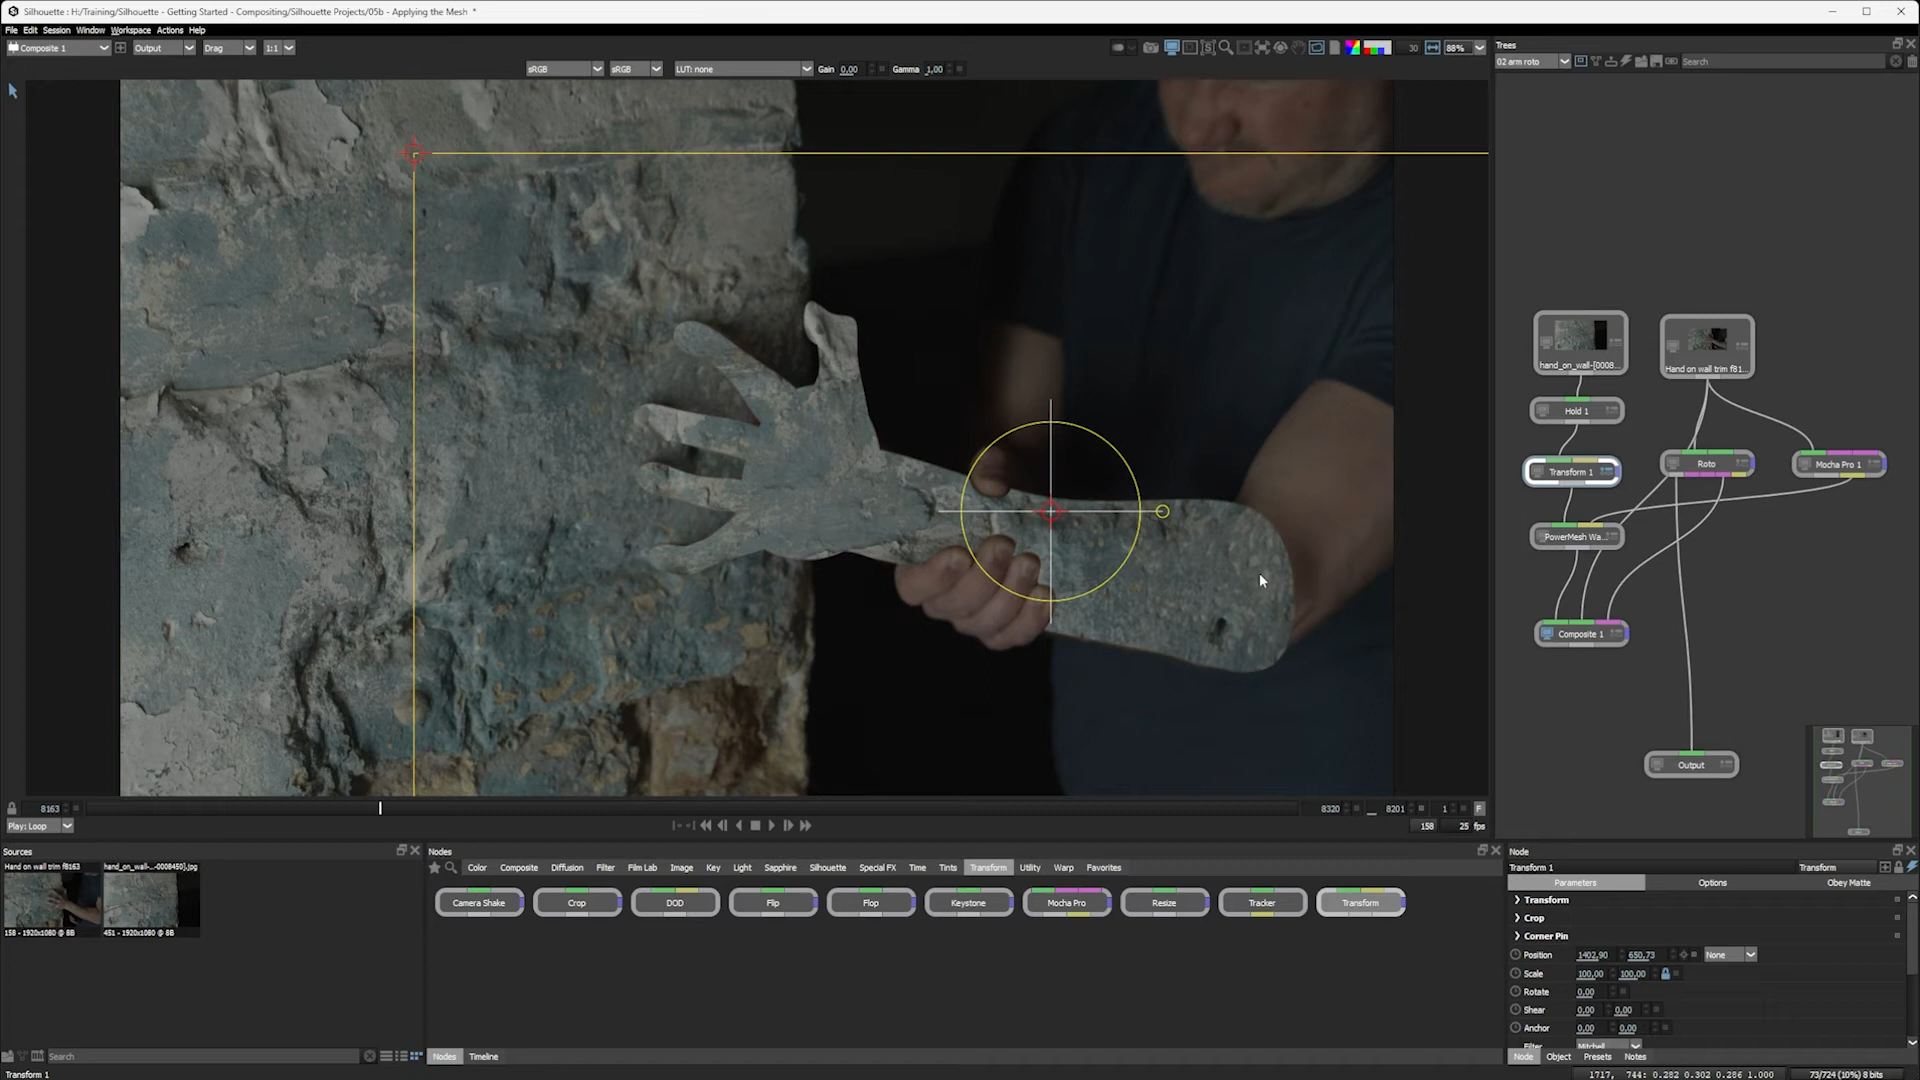 Silhouette : H:/Training/Silhouette - Getting Started - Compositing/Silhouette Projects/05b - Applying the Mesh *
File Edit Session Window Workspace Actions Help
Composite 1 Output Drag 1:1 30 88%
sRGB sRGB LUT: none Gain 0.00 Gamma 1.00
Trees
02 arm roto Search
hand_on_wall-[0008...
Hand on wall trim f81...
Hold 1
Transform 1
Roto
Mocha Pro 1
PowerMesh Wa...
Composite 1
Output
8163 8320 8201 1 F
Play: Loop 158 25 fps
Sources
Hand on wall trim f8163 hand_on_wall-...-0008450].jpg
158 - 1920x1080 @ 8B 451 - 1920x1080 @ 8B
Search
Nodes
Color Composite Diffusion Filter Film Lab Image Key Light Sapphire Silhouette Special FX Time Tints Transform Utility Warp Favorites
Camera Shake Crop DOD Flip Flop Keystone Mocha Pro Resize Tracker Transform
Nodes Timeline
Node
Transform 1 Transform
Parameters Options Obey Matte
Transform
Crop
Corner Pin
Position 1402.90 650.73 None
Scale 100.00 100.00
Rotate 0.00
Shear 0.00 0.00
Anchor 0.00 0.00
Filter Mitchell
Node Object Presets Notes
Transform 1
1717, 744: 0.282 0.302 0.286 1.000 73/724 (10%) 8 bits